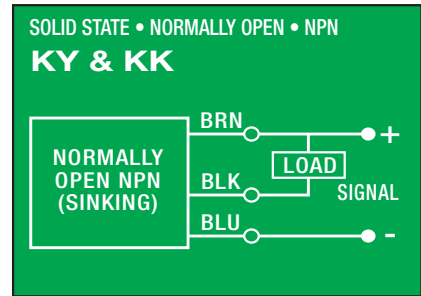 SOLID STATE • NORMALLY OPEN • NPN
KY & KK
BRN
+
NORMALLY
OPEN NPN
(SINKING)
LOAD
BLK
SIGNAL
BLU
-